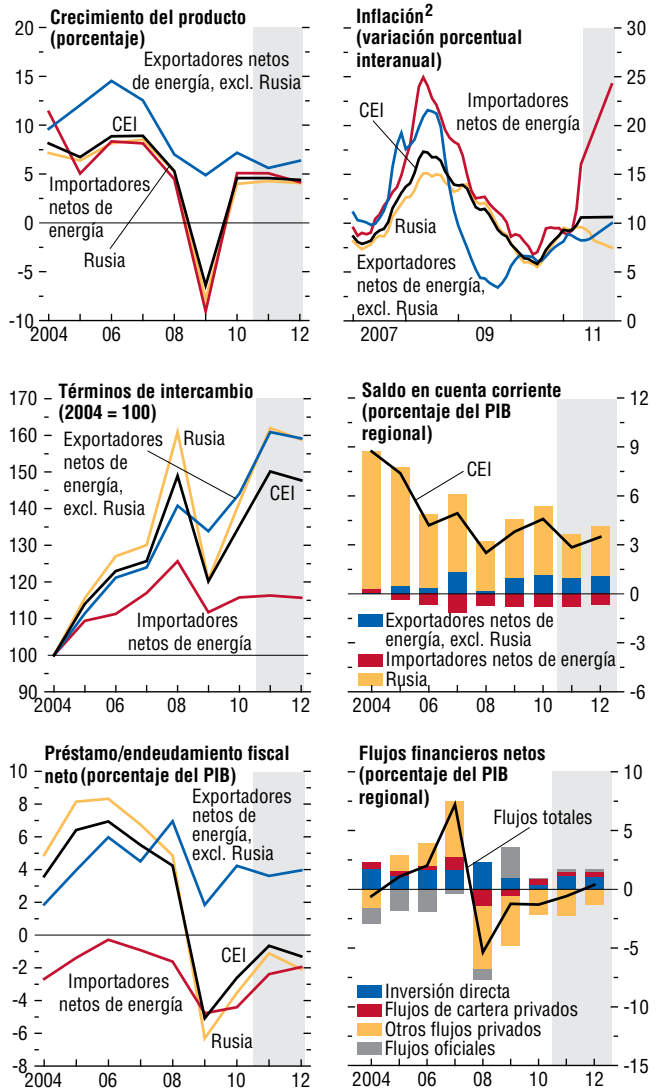 Crecimiento del producto
(porcentaje)
20
15
10
5
0
-5
-10
Exportadores netos
de energía, excl. Rusia
CEI
Importadores
netos de
energía
Rusia
2004 06 08 10 12
Inflación2
(variación porcentual
interanual)
30
25
20
15
10
5
0
Importadores
netos de energía
CEI
Rusia
Exportadores
netos de energía,
excl. Rusia
2007 09 11
Términos de intercambio
(2004 = 100)
170
160
150
140
130
120
110
100
90
Exportadores
netos de
energía,
excl. Rusia
Rusia
CEI
Importadores
netos de energía
2004 06 08 10 12
Saldo en cuenta corriente
(porcentaje del PIB
regional)
12
9
6
3
0
-3
-6
CEI
Exportadores netos de
energía, excl. Rusia
Importadores netos de energía
Rusia
2004 06 08 10 12
Préstamo/endeudamiento fiscal
neto (porcentaje del PIB)
10
8
6
4
2
0
-2
-4
-6
-8
Exportadores
netos de
energía,
excl. Rusia
CEI
Importadores
netos de energía
Rusia
2004 06 08 10 12
Flujos financieros netos
(porcentaje del PIB
regional)
10
5
0
-5
-10
-15
Flujos totales
Inversión directa
Flujos de cartera privados
Otros flujos privados
Flujos oficiales
2004 06 08 10 12